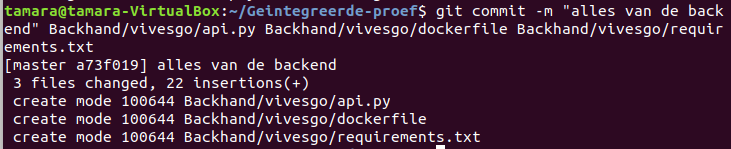 tamara@tamara-VirtualBox:~/Geintegreerde-proef$ git commit -m "alles van de back
end" Backhand/vivesgo/api.py Backhand/vivesgo/dockerfile Backhand/vivesgo/requir
ements.txt
[master a73f019] alles van de backend
 3 files changed, 22 insertions(+)
 create mode 100644 Backhand/vivesgo/api.py
 create mode 100644 Backhand/vivesgo/dockerfile
 create mode 100644 Backhand/vivesgo/requirements.txt